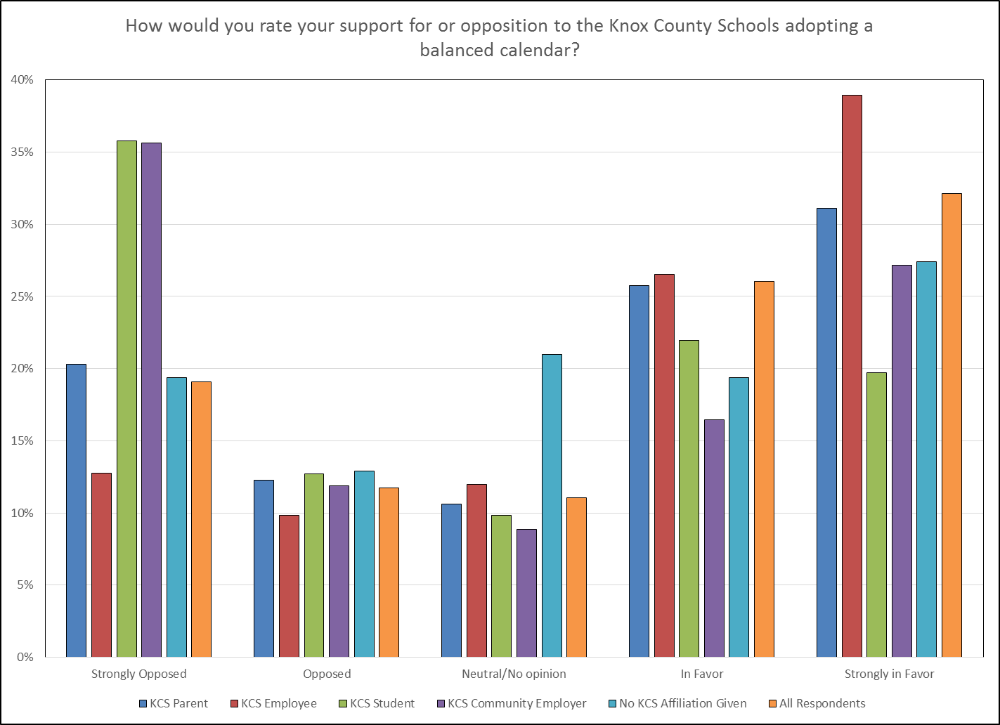 How would you rate your support for or opposition to the Knox County Schools adopting a
balanced calendar?
40%
35%
30%
25%
20%
15%
10%
5%
0%
Strongly Opposed Opposed Neutral/No opinion In Favor Strongly in Favor
KCS Parent KCS Employee KCS Student KCS Community Employer No KCS Affiliation Given All Respondents